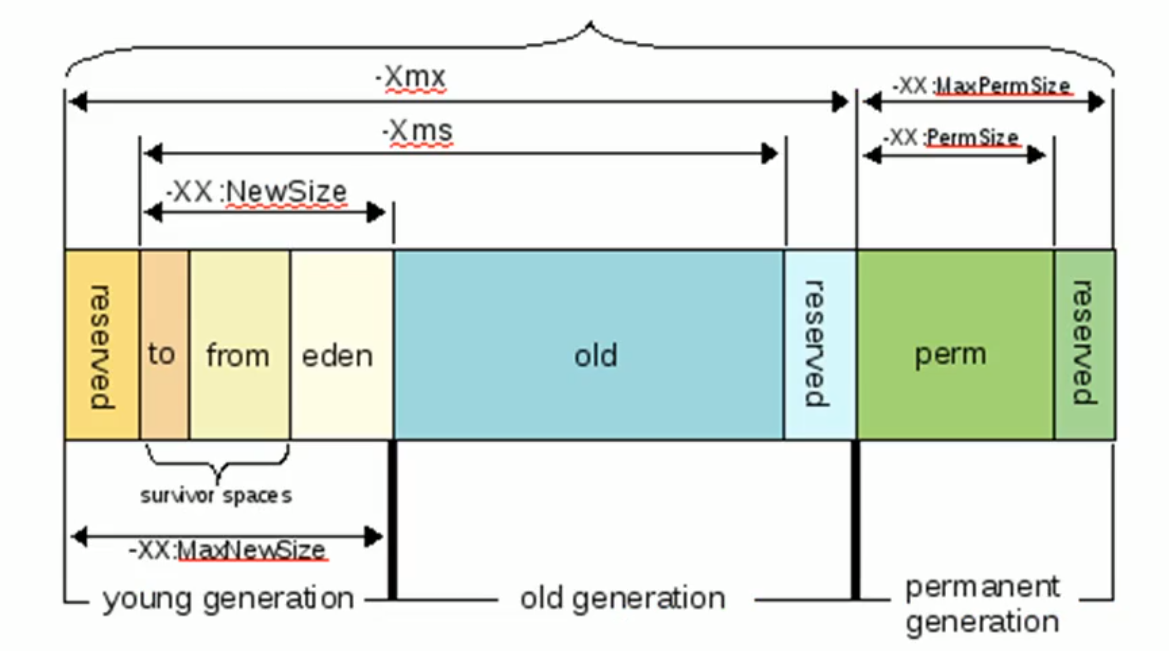 -Xmx
-XX:MaxPermSize
-Xms
-XX:PermSize
-XX:NewSize
reserved
to
from
eden
old
reserved
perm
reserved
survivor spaces
-XX:MaxNewSize
young generation
old generation
permanent
generation